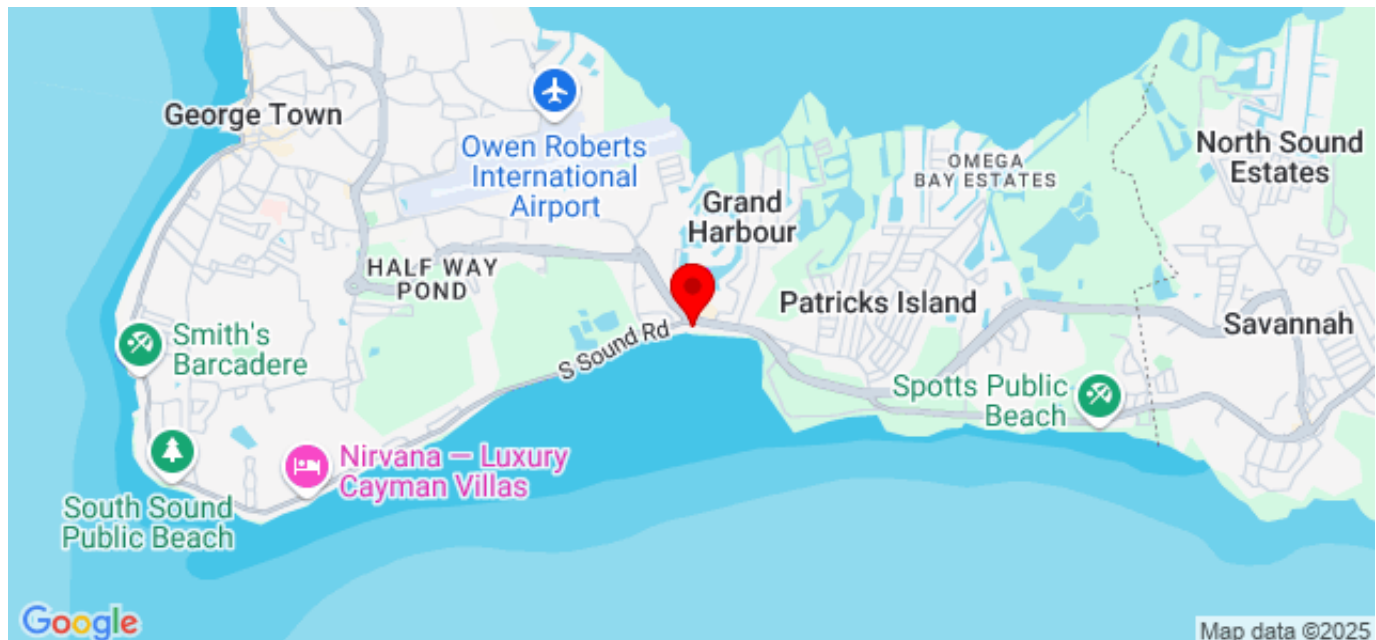 George Town
Owen Roberts
International
Airport
OMEGA
BAY ESTATES
North Sound
Estates
Grand
Harbour
HALF WAY
POND
Patricks Island
Savannah
S Sound Rd
Smith's
Barcadere
Spotts Public
Beach
Nirvana — Luxury
Cayman Villas
South Sound
Public Beach
Google
Map data ©2025